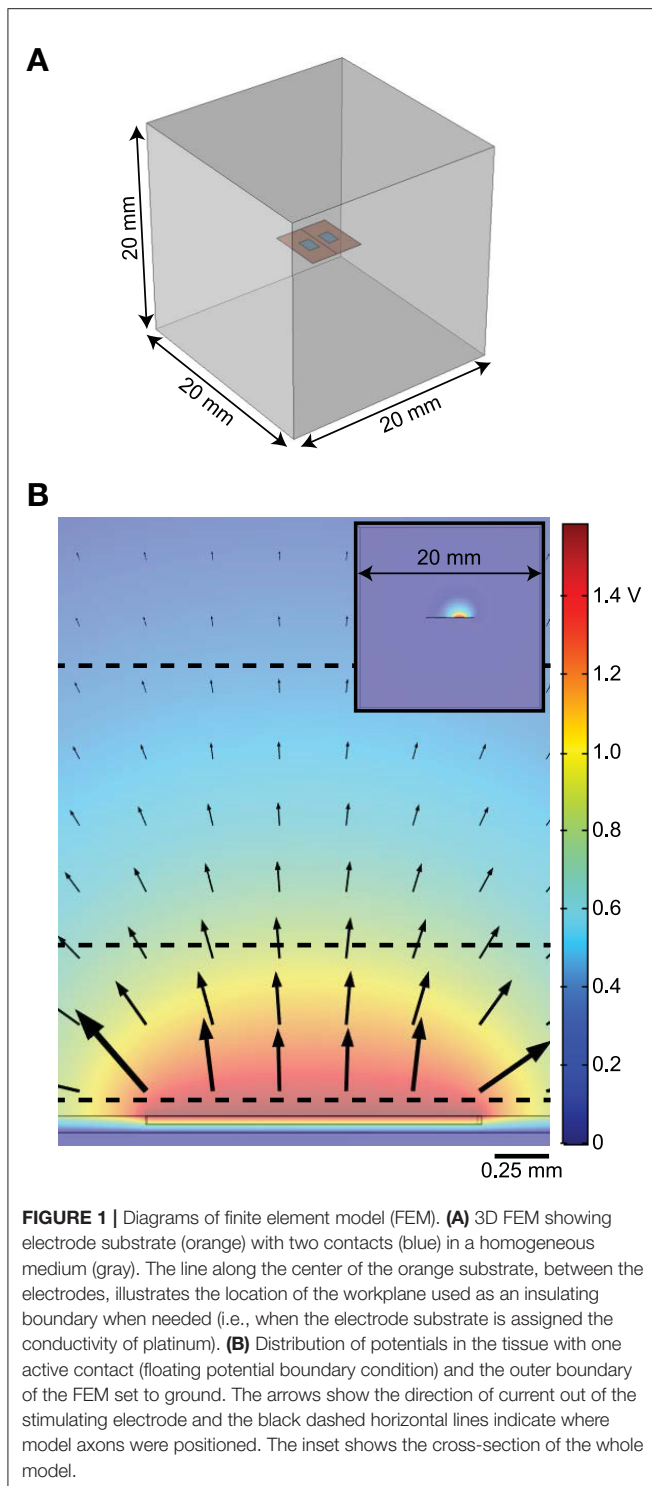 A
20 mm
20 mm
20 mm
B
20 mm
1.4 V
1.2
1.0
0.8
0.6
0.4
0.2
0
0.25 mm
FIGURE 1 | Diagrams of finite element model (FEM). (A) 3D FEM showing
electrode substrate (orange) with two contacts (blue) in a homogeneous
medium (gray). The line along the center of the orange substrate, between the
electrodes, illustrates the location of the workplane used as an insulating
boundary when needed (i.e., when the electrode substrate is assigned the
conductivity of platinum). (B) Distribution of potentials in the tissue with one
active contact (floating potential boundary condition) and the outer boundary
of the FEM set to ground. The arrows show the direction of current out of the
stimulating electrode and the black dashed horizontal lines indicate where
model axons were positioned. The inset shows the cross-section of the whole
model.